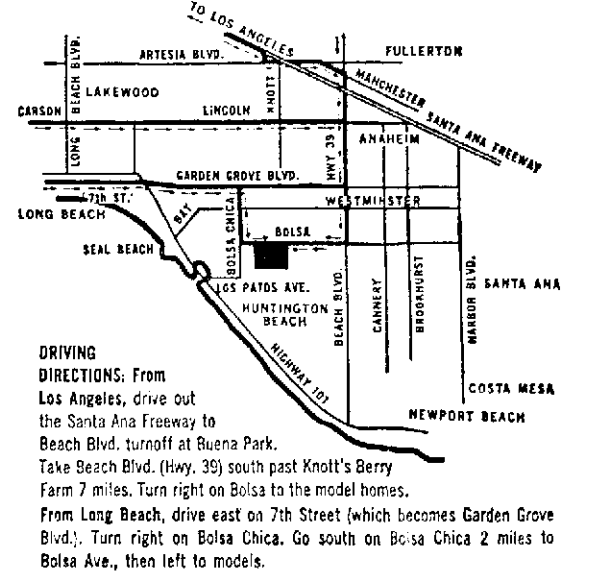 TO LOS ANGELES
ARTESIA BLVD.
FULLERTON
BEACH BLVD.
LAKEWOOD
KNOTT
MANCHESTER
CARSON
LINCOLN
SANTA ANA FREEWAY
LONG
ANAHEIM
HWY 39
GARDEN GROVE BLVD.
7th ST.
WESTMINSTER
LONG BEACH
BAY
BOLSA CHICA
BOLSA
SEAL BEACH
LOS PATOS AVE.
BEACH BLVD.
CANNERY
BROOKHURST
HARBOR BLVD.
SANTA ANA
HUNTINGTON
BEACH
HIGHWAY 101
COSTA MESA
NEWPORT BEACH
DRIVING
DIRECTIONS: From
Los Angeles, drive out
the Santa Ana Freeway to
Beach Blvd. turnoff at Buena Park.
Take Beach Blvd. (Hwy. 39) south past Knott's Berry
Farm 7 miles. Turn right on Bolsa to the model homes.
From Long Beach, drive east on 7th Street (which becomes Garden Grove
Blvd.). Turn right on Bolsa Chica. Go south on Bolsa Chica 2 miles to
Bolsa Ave., then left to models.